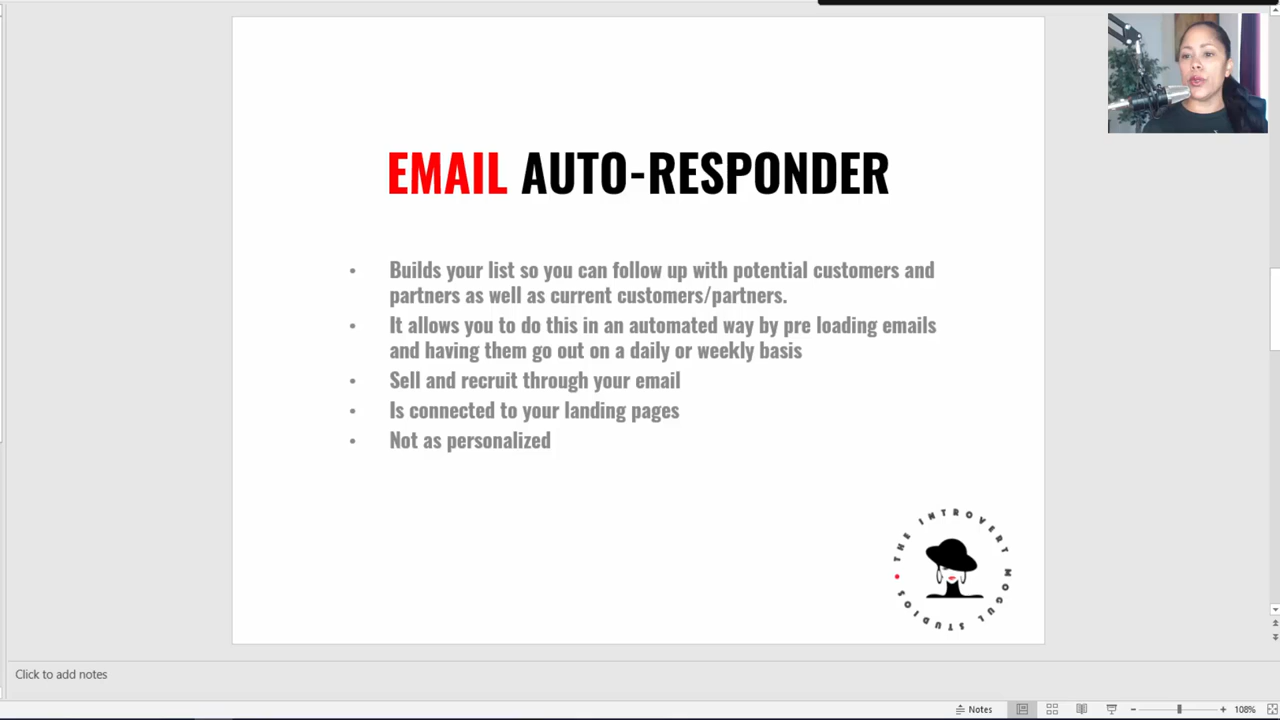 EMAIL AUTO-RESPONDER
• Builds your list so you can follow up with potential customers and
partners as well as current customers/partners.
• It allows you to do this in an automated way by pre loading emails
and having them go out on a daily or weekly basis
• Sell and recruit through your email
• Is connected to your landing pages
• Not as personalized
• THE INTROVERT MOGUL STUDIOS
Click to add notes
Notes
108%